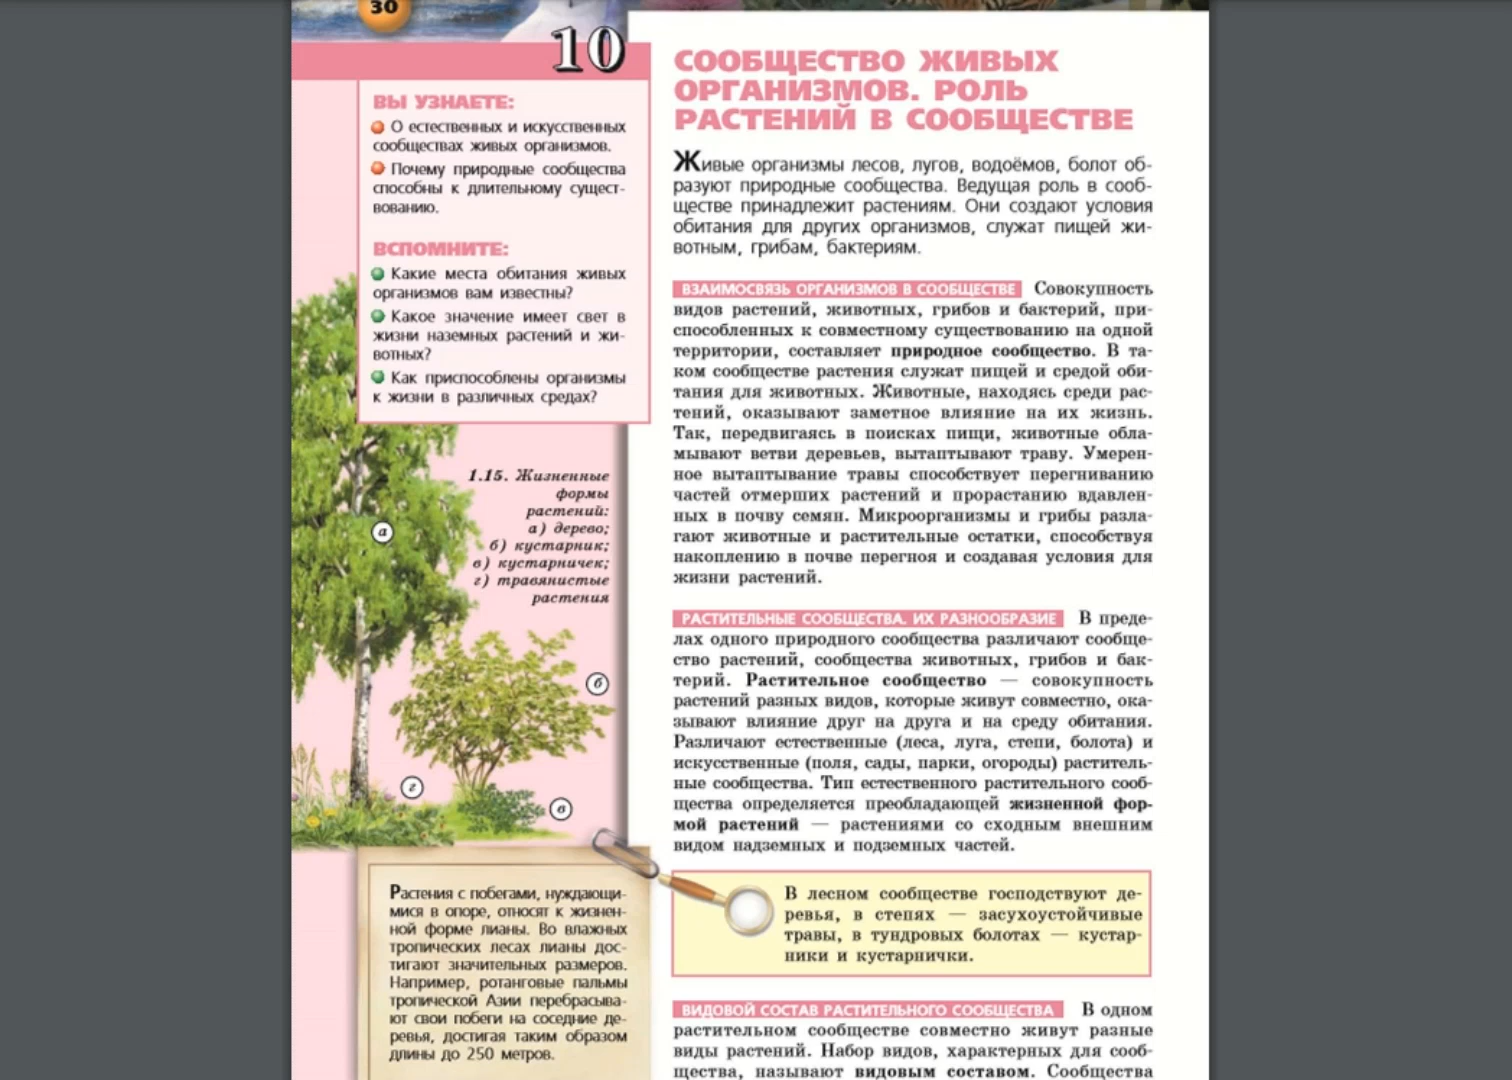 30
10
ВЫ УЗНАЕТЕ:
О естественных и искусственных
сообществах живых организмов.
Почему природные сообщества
способны к длительному сущест-
вованию.
ВСПОМНИТЕ:
Какие места обитания живых
организмов вам известны?
Какое значение имеет свет в
жизни наземных растений и жи-
вотных?
Как приспособлены организмы
к жизни в различных средах?
1.15. Жизненные
формы
растений:
а) дерево;
б) кустарник;
в) кустарничек;
г) травянистые
растения
а
б
г
в
Растения с побегами, нуждающи-
мися в опоре, относят к жизнен-
ной форме лианы. Во влажных
тропических лесах лианы дос-
тигают значительных размеров.
Например, ротанговые пальмы
тропической Азии перебрасыва-
ют свои побеги на соседние де-
ревья, достигая таким образом
длины до 250 метров.
СООБЩЕСТВО ЖИВЫХ
ОРГАНИЗМОВ. РОЛЬ
РАСТЕНИЙ В СООБЩЕСТВЕ
Живые организмы лесов, лугов, водоёмов, болот об-
разуют природные сообщества. Ведущая роль в сооб-
ществе принадлежит растениям. Они создают условия
обитания для других организмов, служат пищей жи-
вотным, грибам, бактериям.
ВЗАИМОСВЯЗЬ ОРГАНИЗМОВ В СООБЩЕСТВЕ Совокупность
видов растений, животных, грибов и бактерий, при-
способленных к совместному существованию на одной
территории, составляет природное сообщество. В та-
ком сообществе растения служат пищей и средой оби-
тания для животных. Животные, находясь среди рас-
тений, оказывают заметное влияние на их жизнь.
Так, передвигаясь в поисках пищи, животные обла-
мывают ветви деревьев, вытаптывают траву. Умерен-
ное вытаптывание травы способствует перегниванию
частей отмерших растений и прорастанию вдавлен-
ных в почву семян. Микроорганизмы и грибы разла-
гают животные и растительные остатки, способствуя
накоплению в почве перегноя и создавая условия для
жизни растений.
РАСТИТЕЛЬНЫЕ СООБЩЕСТВА. ИХ РАЗНООБРАЗИЕ В преде-
лах одного природного сообщества различают сообще-
ство растений, сообщества животных, грибов и бак-
терий. Растительное сообщество — совокупность
растений разных видов, которые живут совместно, ока-
зывают влияние друг на друга и на среду обитания.
Различают естественные (леса, луга, степи, болота) и
искусственные (поля, сады, парки, огороды) раститель-
ные сообщества. Тип естественного растительного сооб-
щества определяется преобладающей жизненной фор-
мой растений — растениями со сходным внешним
видом надземных и подземных частей.
В лесном сообществе господствуют де-
ревья, в степях — засухоустойчивые
травы, в тундровых болотах — кустар-
ники и кустарнички.
ВИДОВОЙ СОСТАВ РАСТИТЕЛЬНОГО СООБЩЕСТВА В одном
растительном сообществе совместно живут разные
виды растений. Набор видов, характерных для сооб-
щества, называют видовым составом. Сообщества